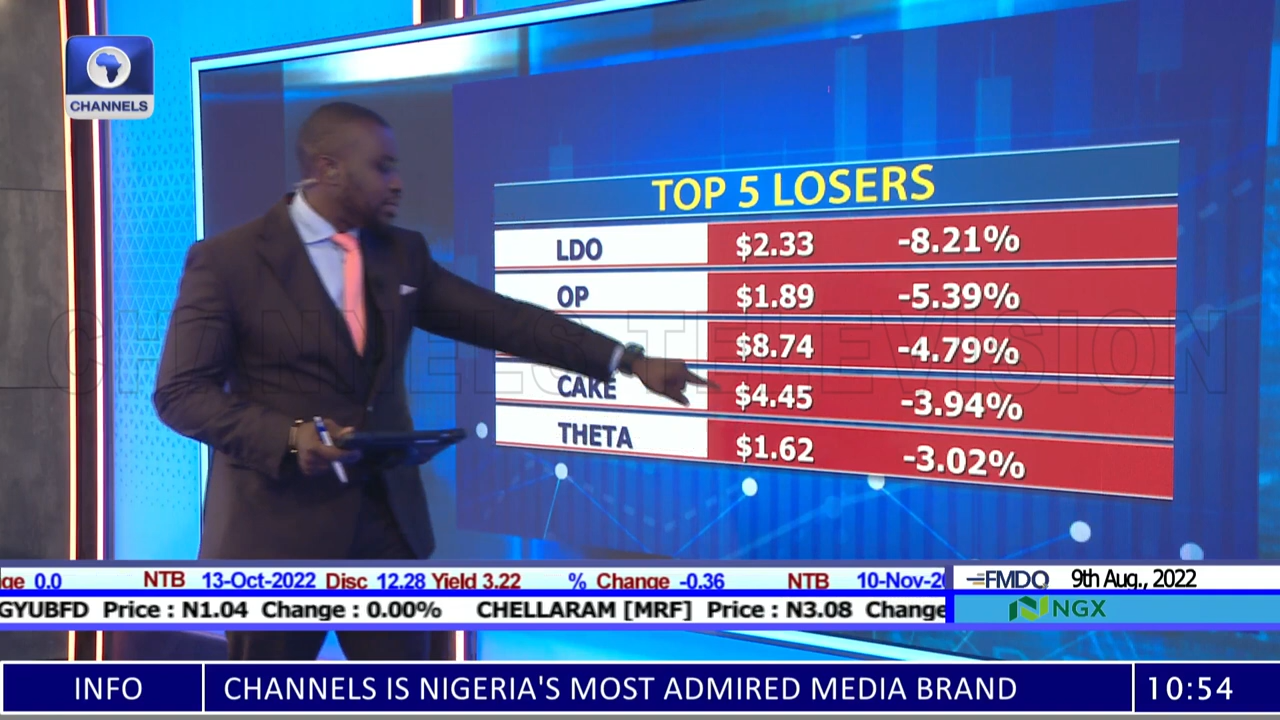 CHANNELS
TOP 5 LOSERS
LDO $2.33 -8.21%
OP $1.89 -5.39%
$8.74 -4.79%
CAKE $4.45 -3.94%
THETA $1.62 -3.02%
CHANNELS TELEVISION
ge 0.0 NTB 13-Oct-2022 Disc 12.28 Yield 3.22 % Change -0.36 NTB 10-Nov-20
FMDQ 9th Aug., 2022
GYUBFD Price : N1.04 Change : 0.00% CHELLARAM [MRF] Price : N3.08 Change
NGX
INFO CHANNELS IS NIGERIA'S MOST ADMIRED MEDIA BRAND 10:54